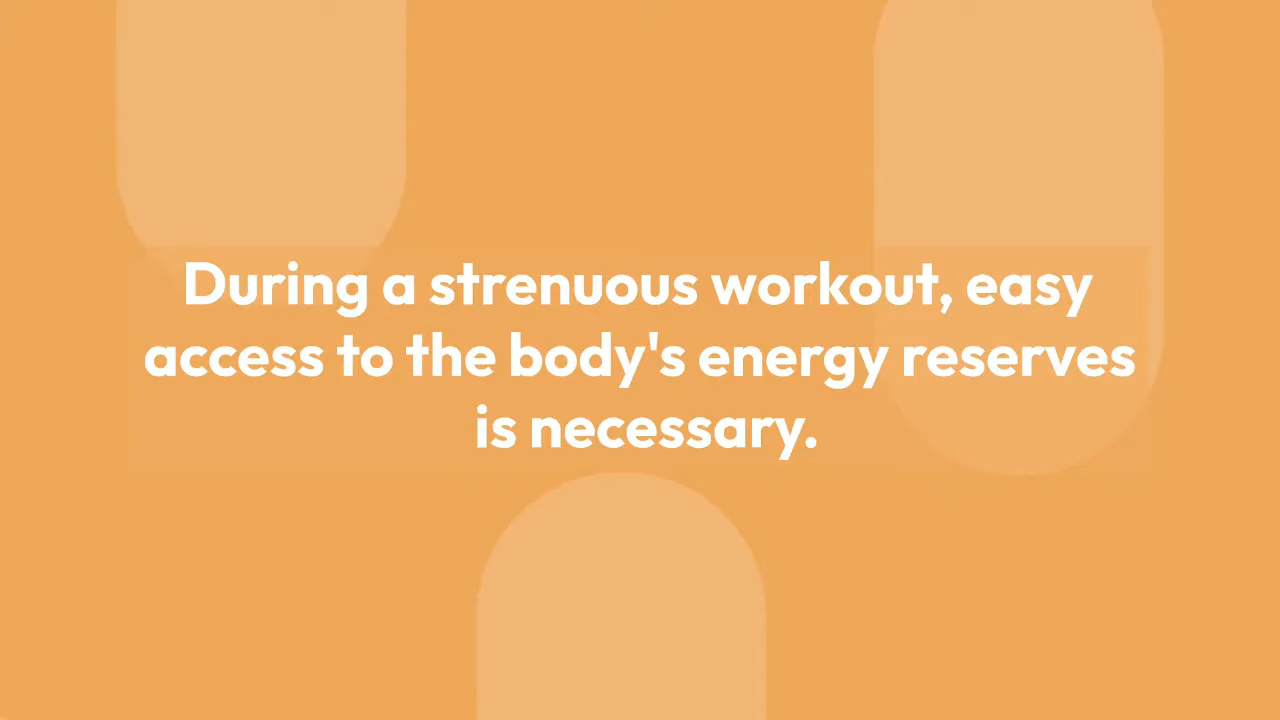 During a strenuous workout, easy
access to the body's energy reserves
is necessary.